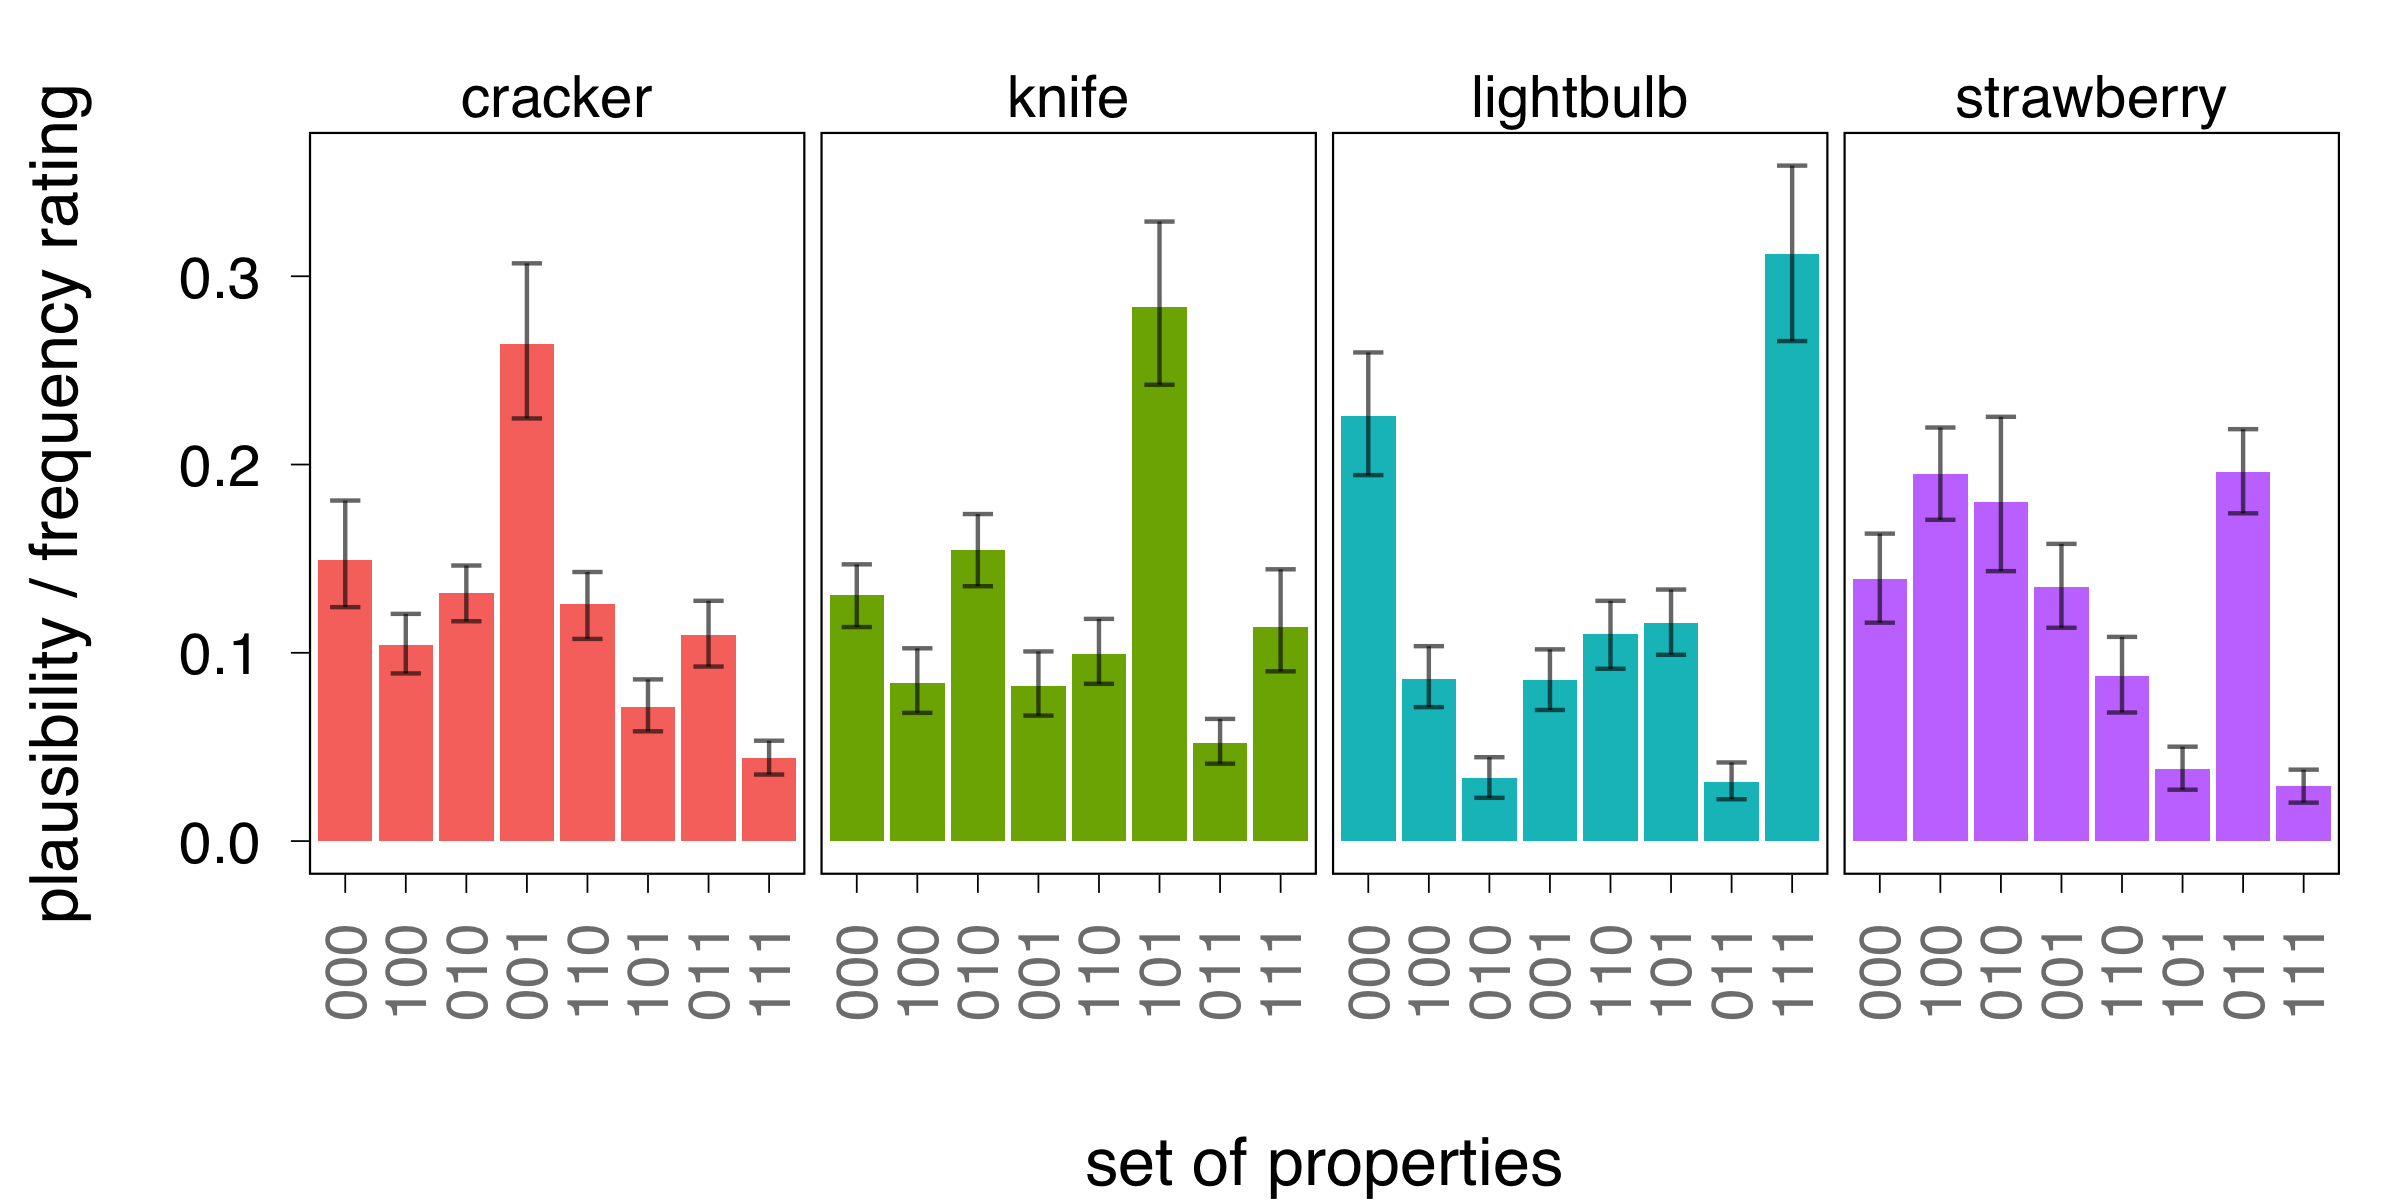 cracker knife lightbulb strawberry
plausibility / frequency rating
0.3
0.2
0.1
0.0
000 100 010 001 110 101 011 111 000 100 010 001 110 101 011 111 000 100 010 001 110 101 011 111 000 100 010 001 110 101 011 111
set of properties